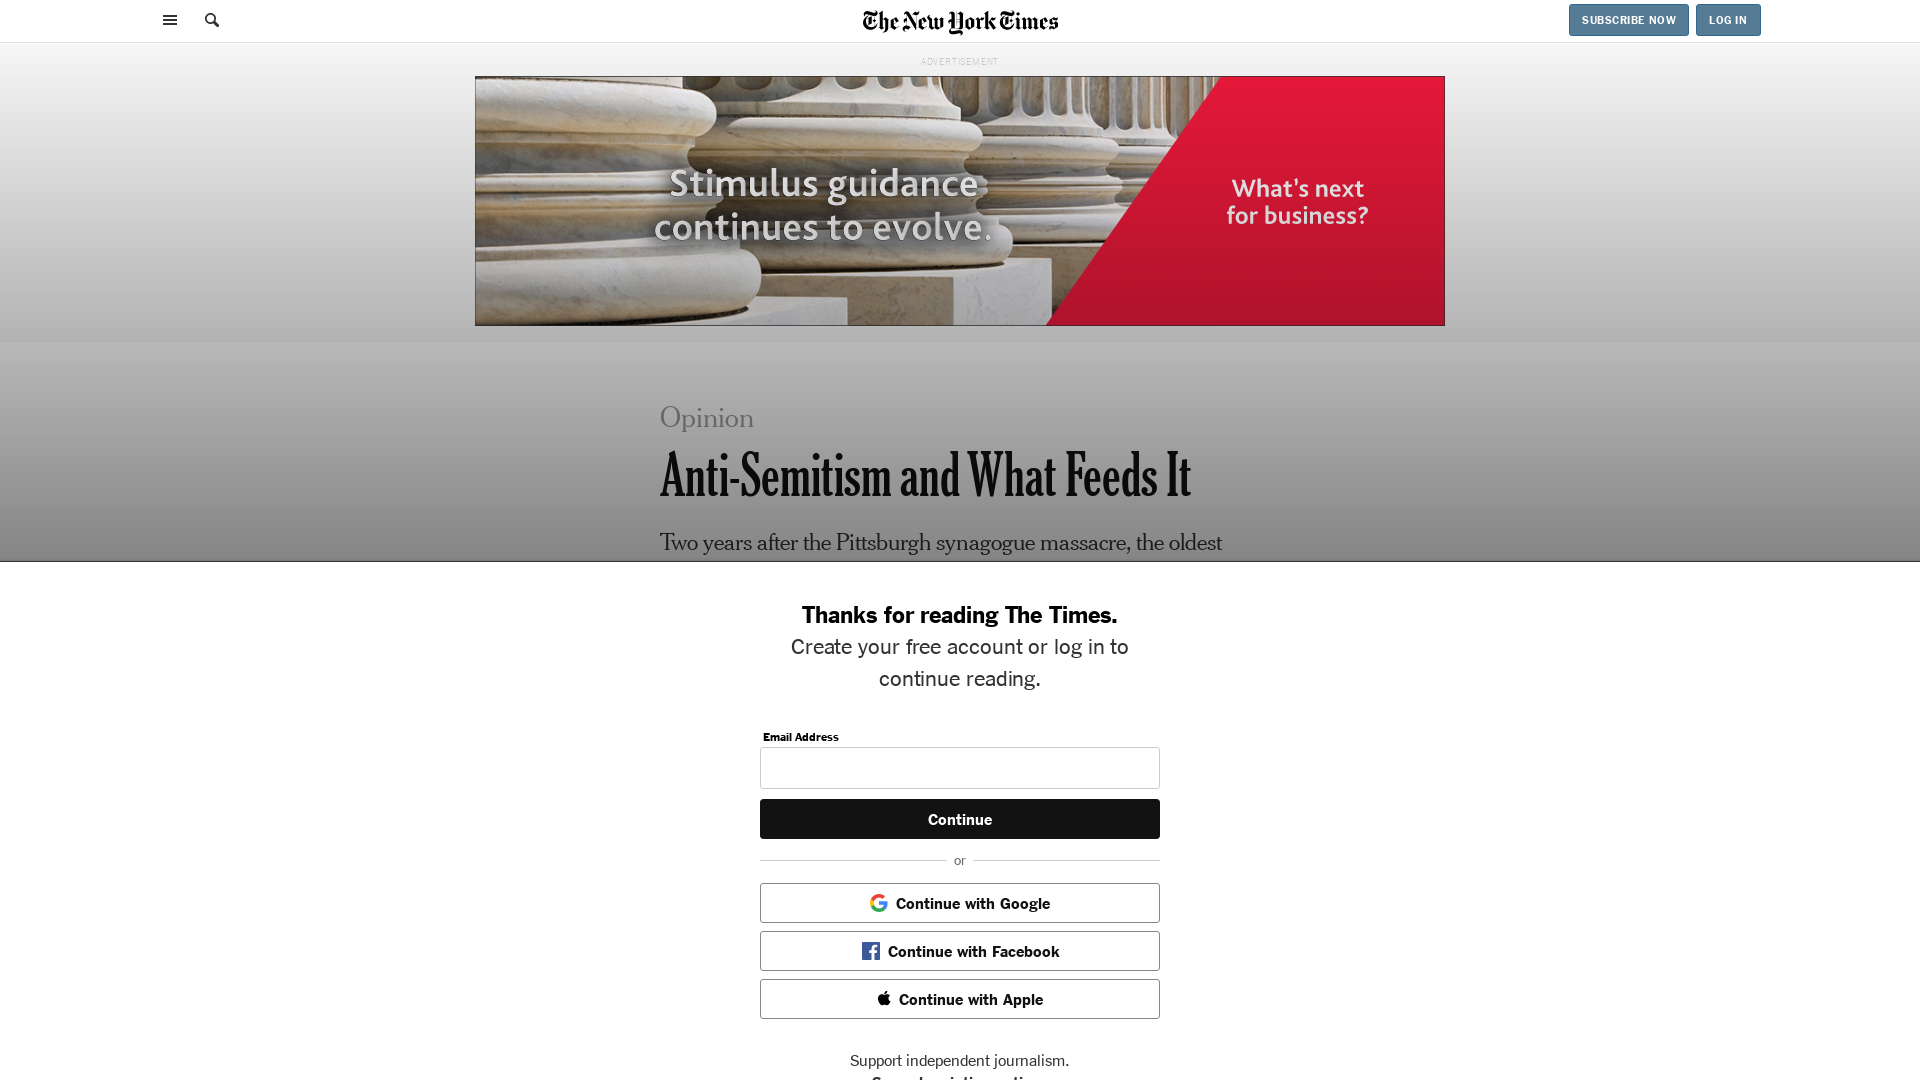 The New York Times
SUBSCRIBE NOW
LOG IN
ADVERTISEMENT
Stimulus guidance
continues to evolve.
What's next
for business?
Opinion
Anti-Semitism and What Feeds It
Two years after the Pittsburgh synagogue massacre, the oldest
Thanks for reading The Times.
Create your free account or log in to
continue reading.
Email Address
Continue
or
Continue with Google
Continue with Facebook
Continue with Apple
Support independent journalism.